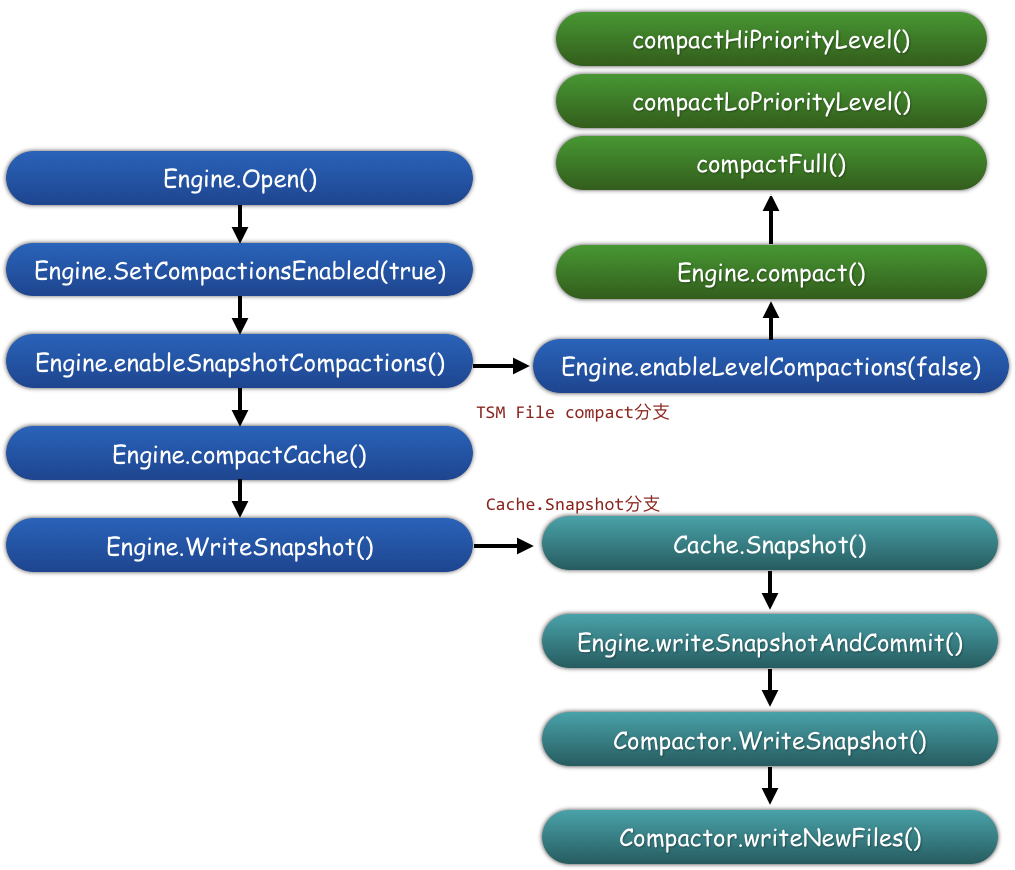 compactHiPriorityLevel()
compactLoPriorityLevel()
compactFull()
Engine.Open()
Engine.SetCompactionsEnabled(true)
Engine.compact()
Engine.enableSnapshotCompactions()
Engine.enableLevelCompactions(false)
TSM File compact分支
Engine.compactCache()
Cache.Snapshot分支
Engine.WriteSnapshot()
Cache.Snapshot()
Engine.writeSnapshotAndCommit()
Compactor.WriteSnapshot()
Compactor.writeNewFiles()